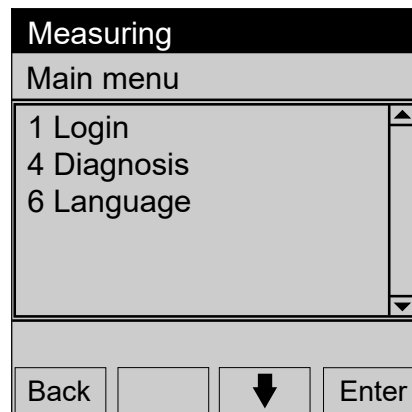 Measuring
Main menu
1 Login
4 Diagnosis
6 Language
Back Enter